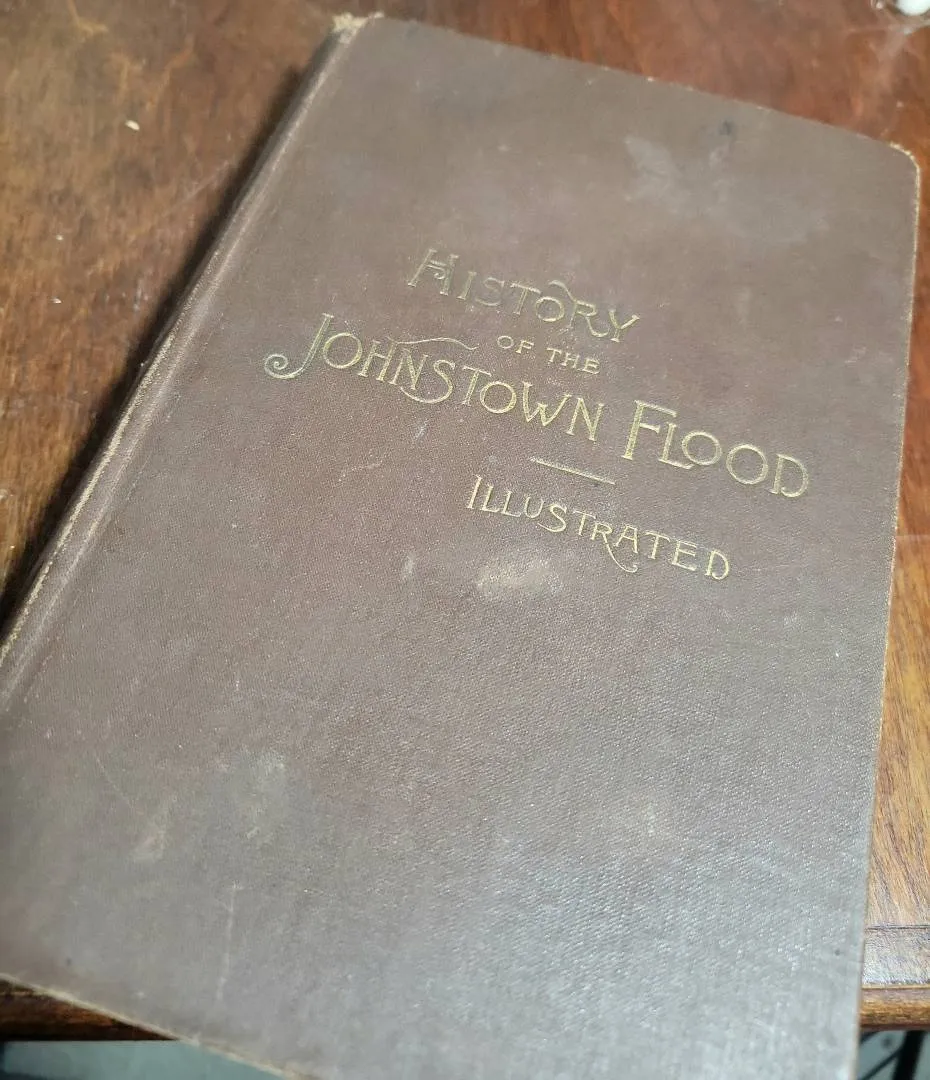 HISTORY
OF THE
JOHNSTOWN FLOOD
ILLUSTRATED